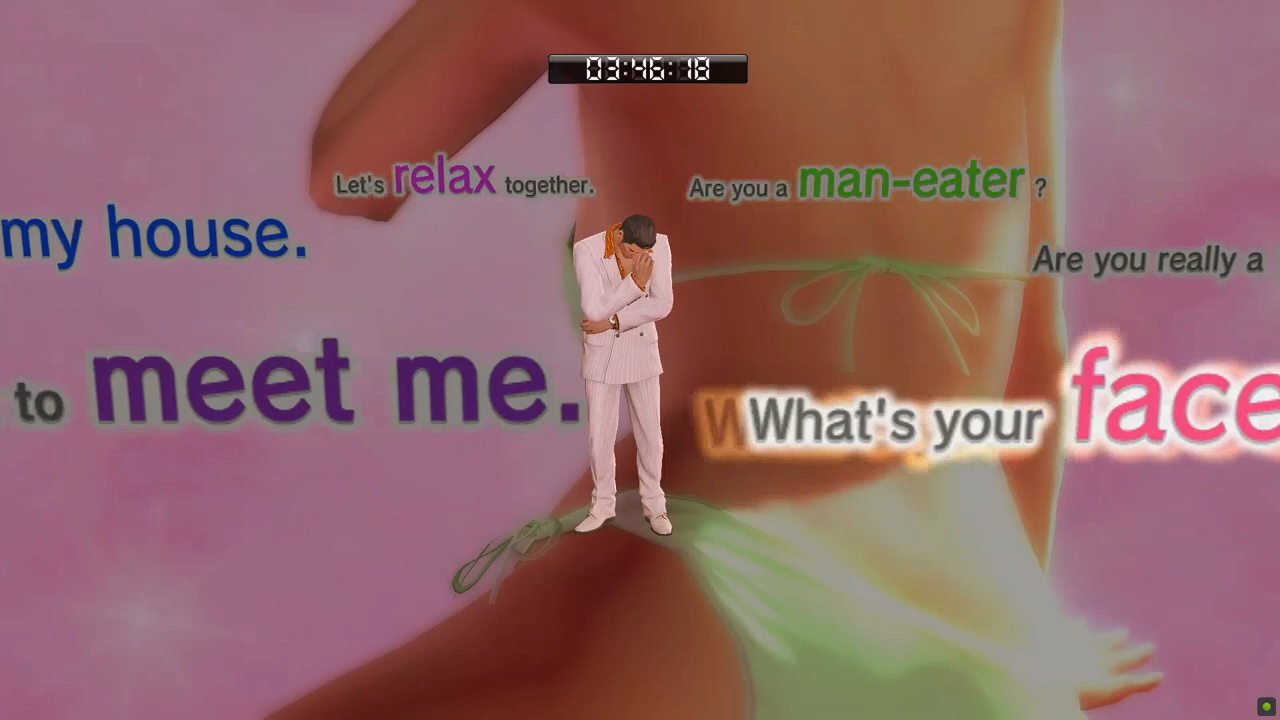 03:46:18
Let's relax together.
Are you a man-eater ?
my house.
Are you really a
to meet me.
What's your face